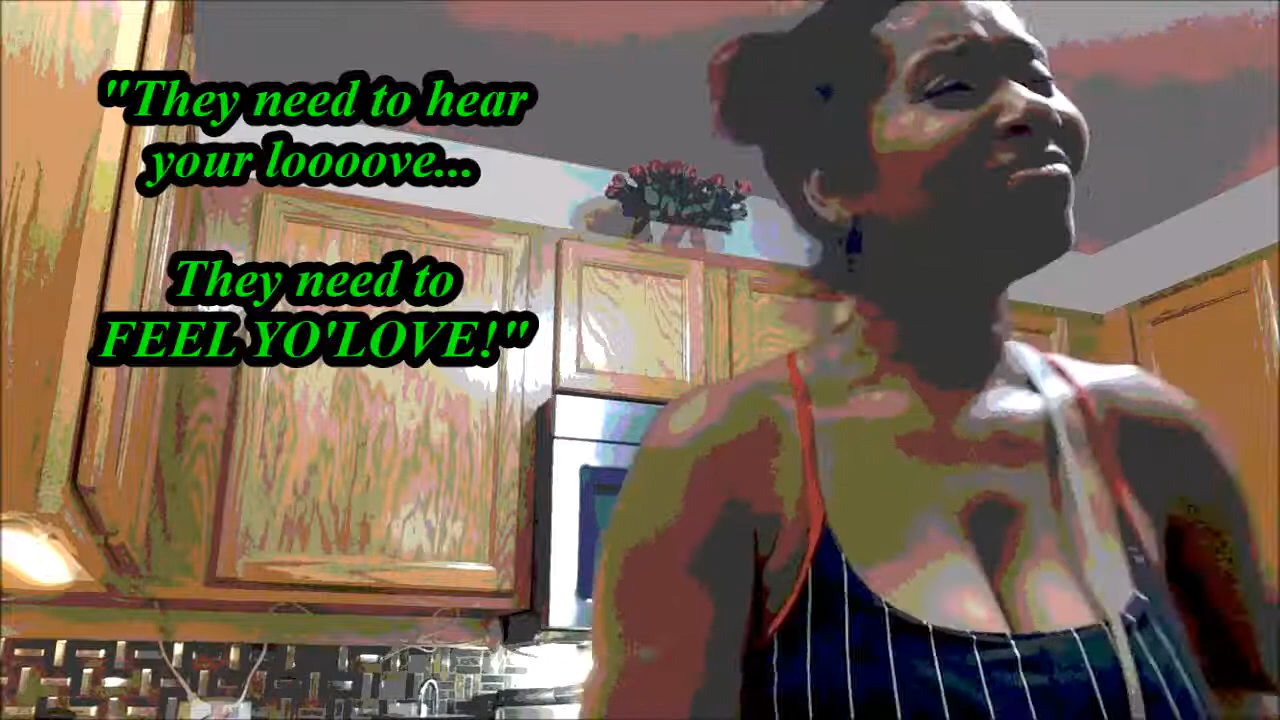 "They need to hear
your loooove...
They need to
FEEL YO'LOVE!"